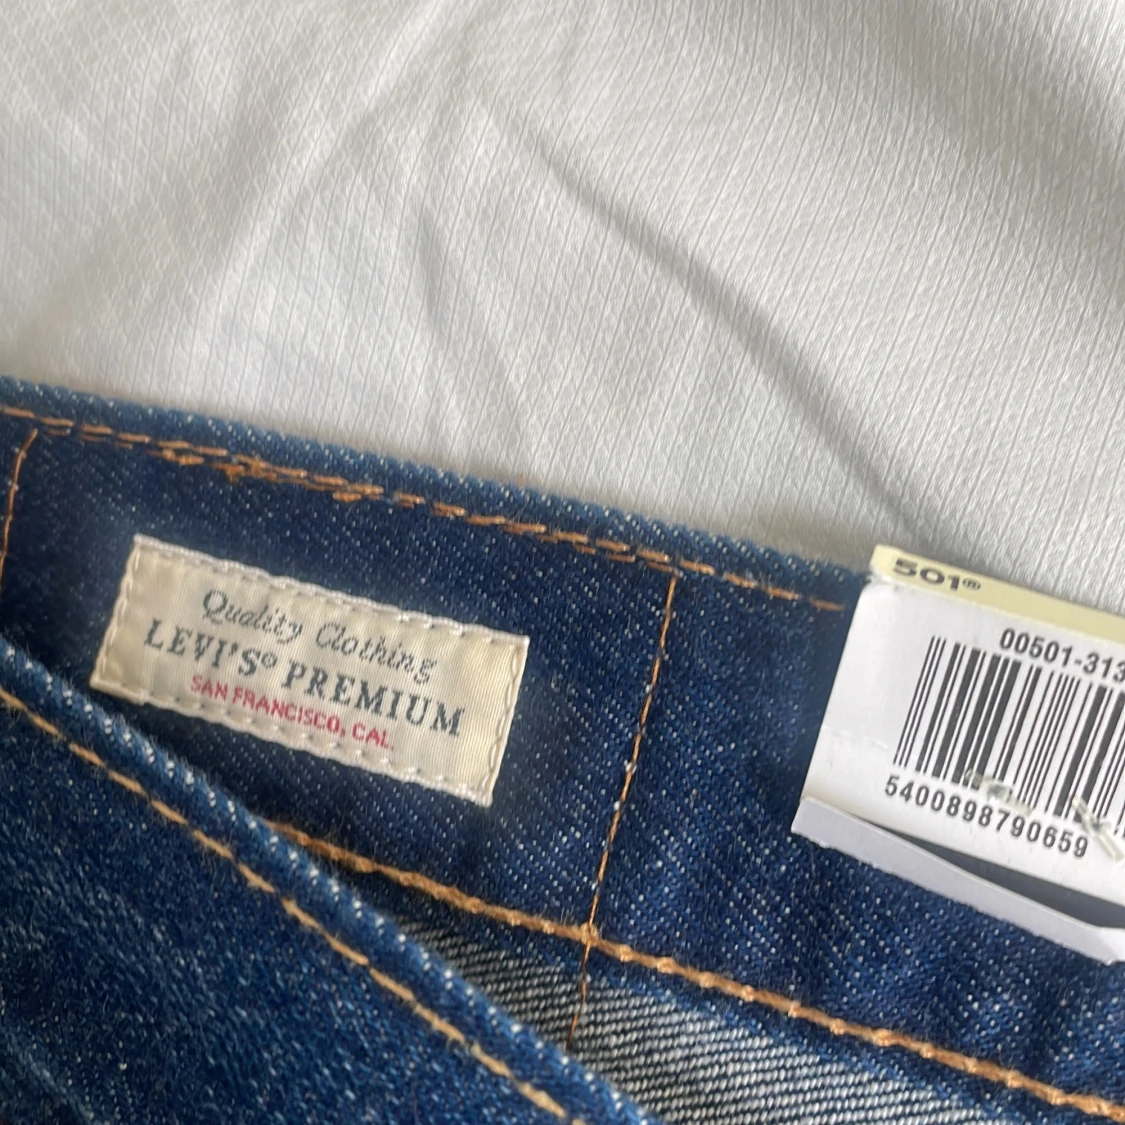 Quality Clothing
LEVI'S® PREMIUM
SAN FRANCISCO, CAL.
501®
00501-313
5400898790659